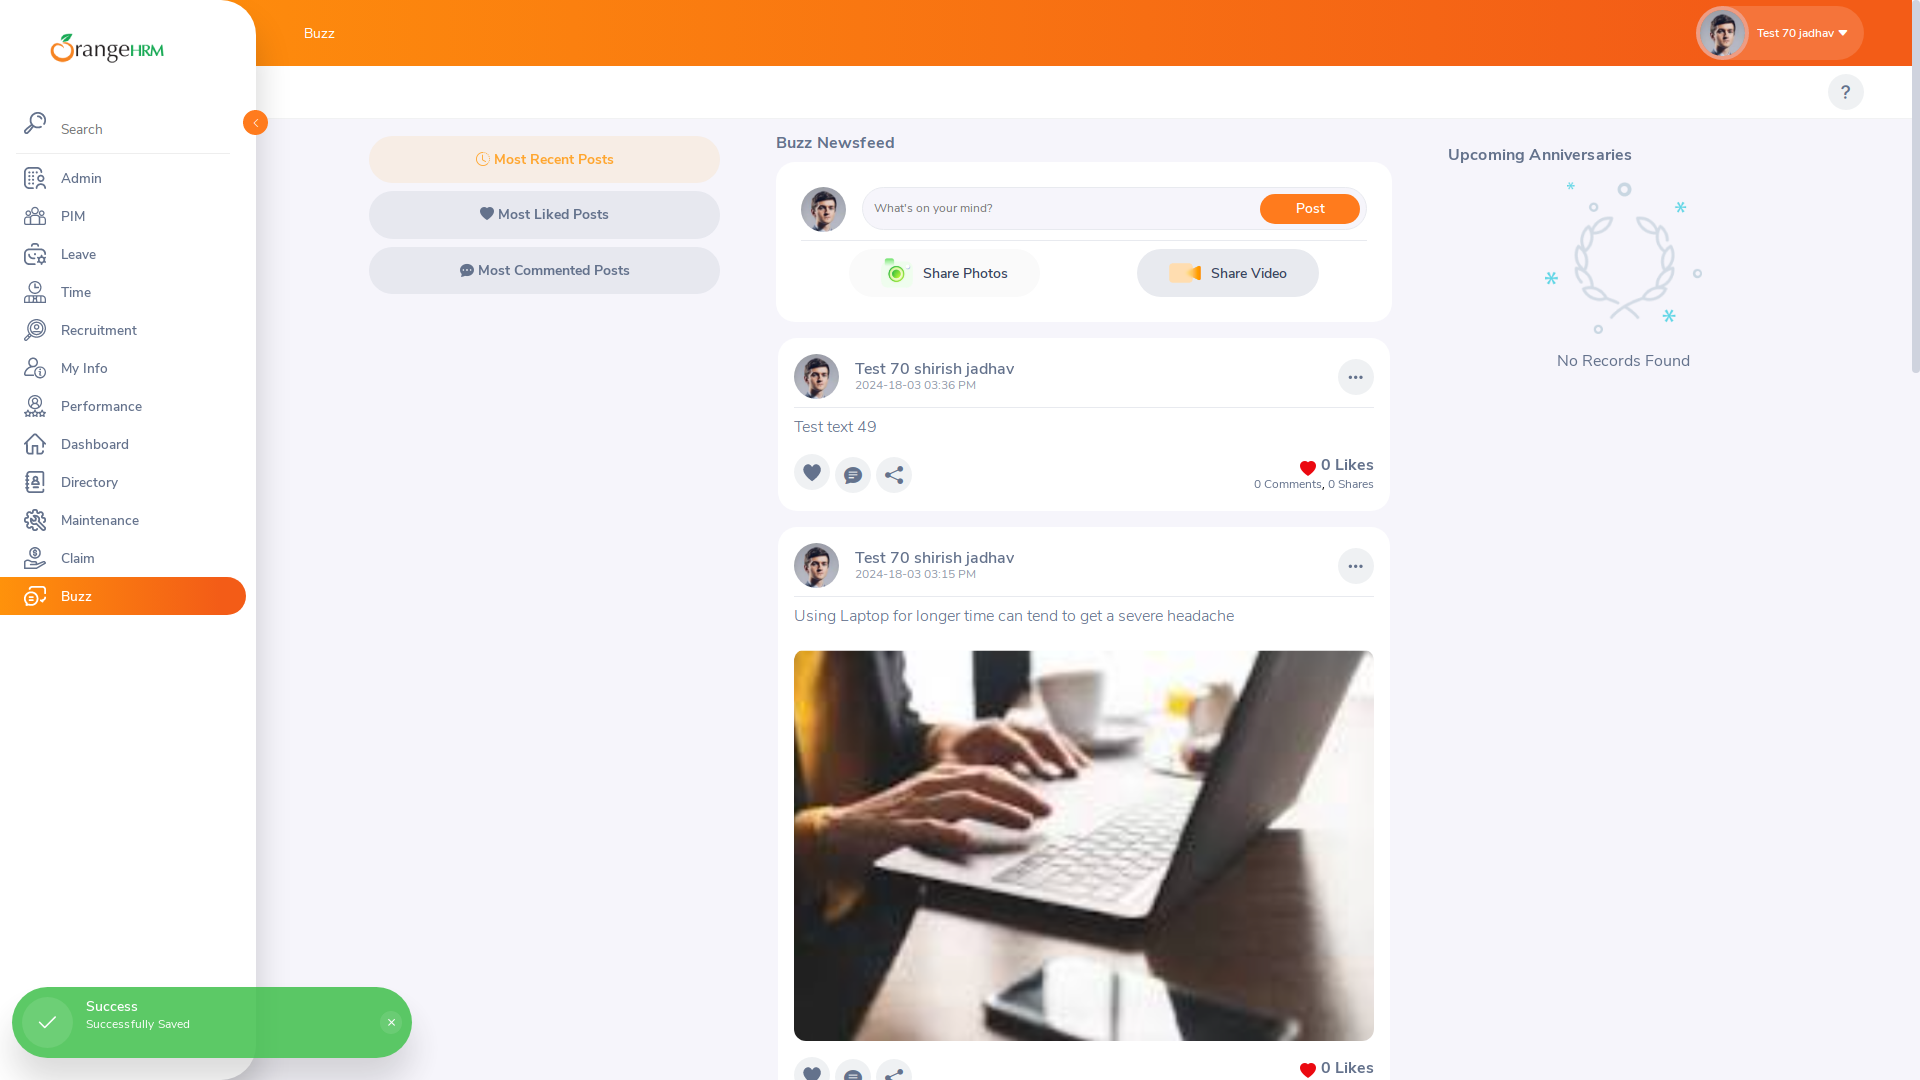 OrangeHRM
Buzz
Test 70 jadhav
?
Search
Admin
PIM
Leave
Time
Recruitment
My Info
Performance
Dashboard
Directory
Maintenance
Claim
Buzz
Most Recent Posts
Most Liked Posts
Most Commented Posts
Buzz Newsfeed
What's on your mind?
Post
Share Photos
Share Video
Test 70 shirish jadhav
2024-18-03 03:36 PM
Test text 49
0 Likes
0 Comments, 0 Shares
Test 70 shirish jadhav
2024-18-03 03:15 PM
Using Laptop for longer time can tend to get a severe headache
0 Likes
Upcoming Anniversaries
No Records Found
Success
Successfully Saved